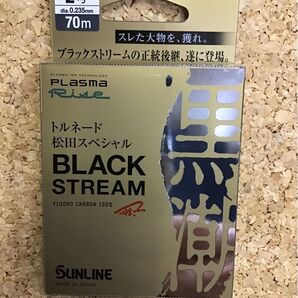 dia.0.235mm
70m
スレた大物を、獲れ。
ブラックストリームの正統後継、遂に登場。
PLASMA ION TECHNOLOGY
PLASMA
Rise
トルネード
松田スペシャル
BLACK
STREAM
FLUORO CARBON 100%
黒潮
SUNLINE
MADE IN JAPAN